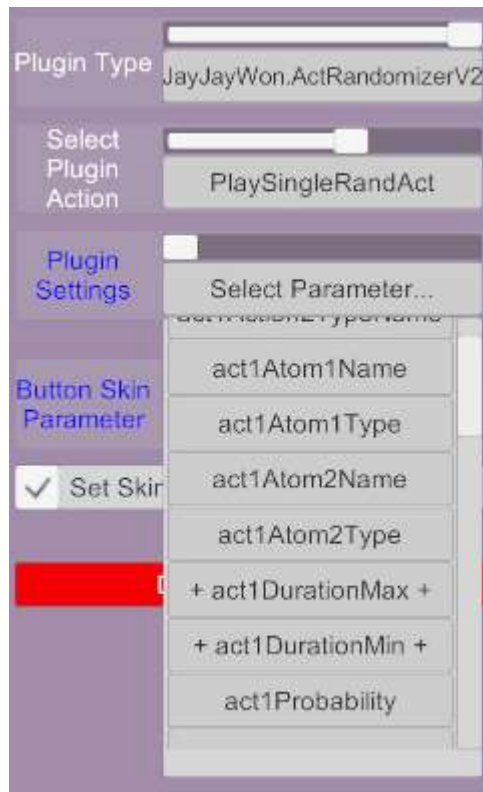 Plugin Type
JayJayWon.ActRandomizerV2
Select
Plugin
Action
PlaySingleRandAct
Plugin
Settings
Select Parameter...
act1Action2TypeName
act1Atom1Name
Button Skin
Parameter
act1Atom1Type
act1Atom2Name
Set Skin
act1Atom2Type
+ act1DurationMax +
+ act1DurationMin +
act1Probability